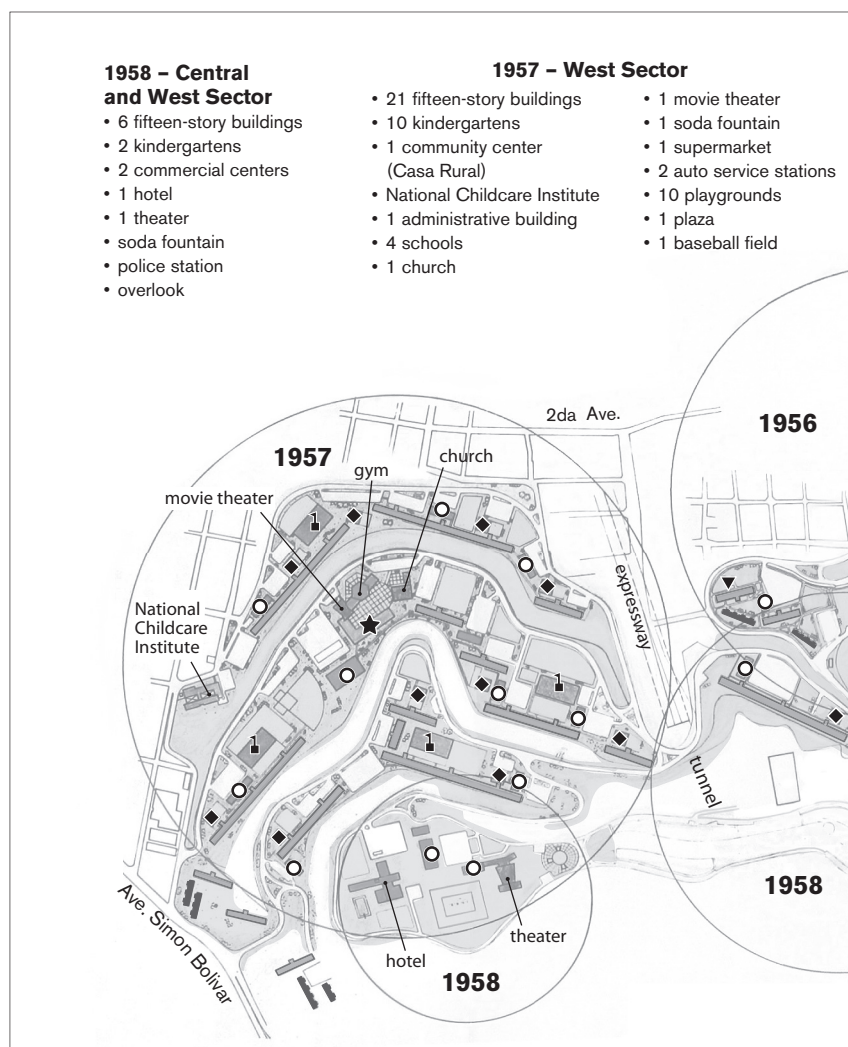 1958 – Central
and West Sector
• 6 fifteen-story buildings
• 2 kindergartens
• 2 commercial centers
• 1 hotel
• 1 theater
• soda fountain
• police station
• overlook
1957 – West Sector
• 21 fifteen-story buildings
• 10 kindergartens
• 1 community center
(Casa Rural)
• National Childcare Institute
• 1 administrative building
• 4 schools
• 1 church
• 1 movie theater
• 1 soda fountain
• 1 supermarket
• 2 auto service stations
• 10 playgrounds
• 1 plaza
• 1 baseball field
2da Ave.
1956
1957
church
gym
movie theater
1
expressway
National
Childcare
Institute
1
1
1
tunnel
1958
Ave. Simon Bolivar
theater
hotel
1958